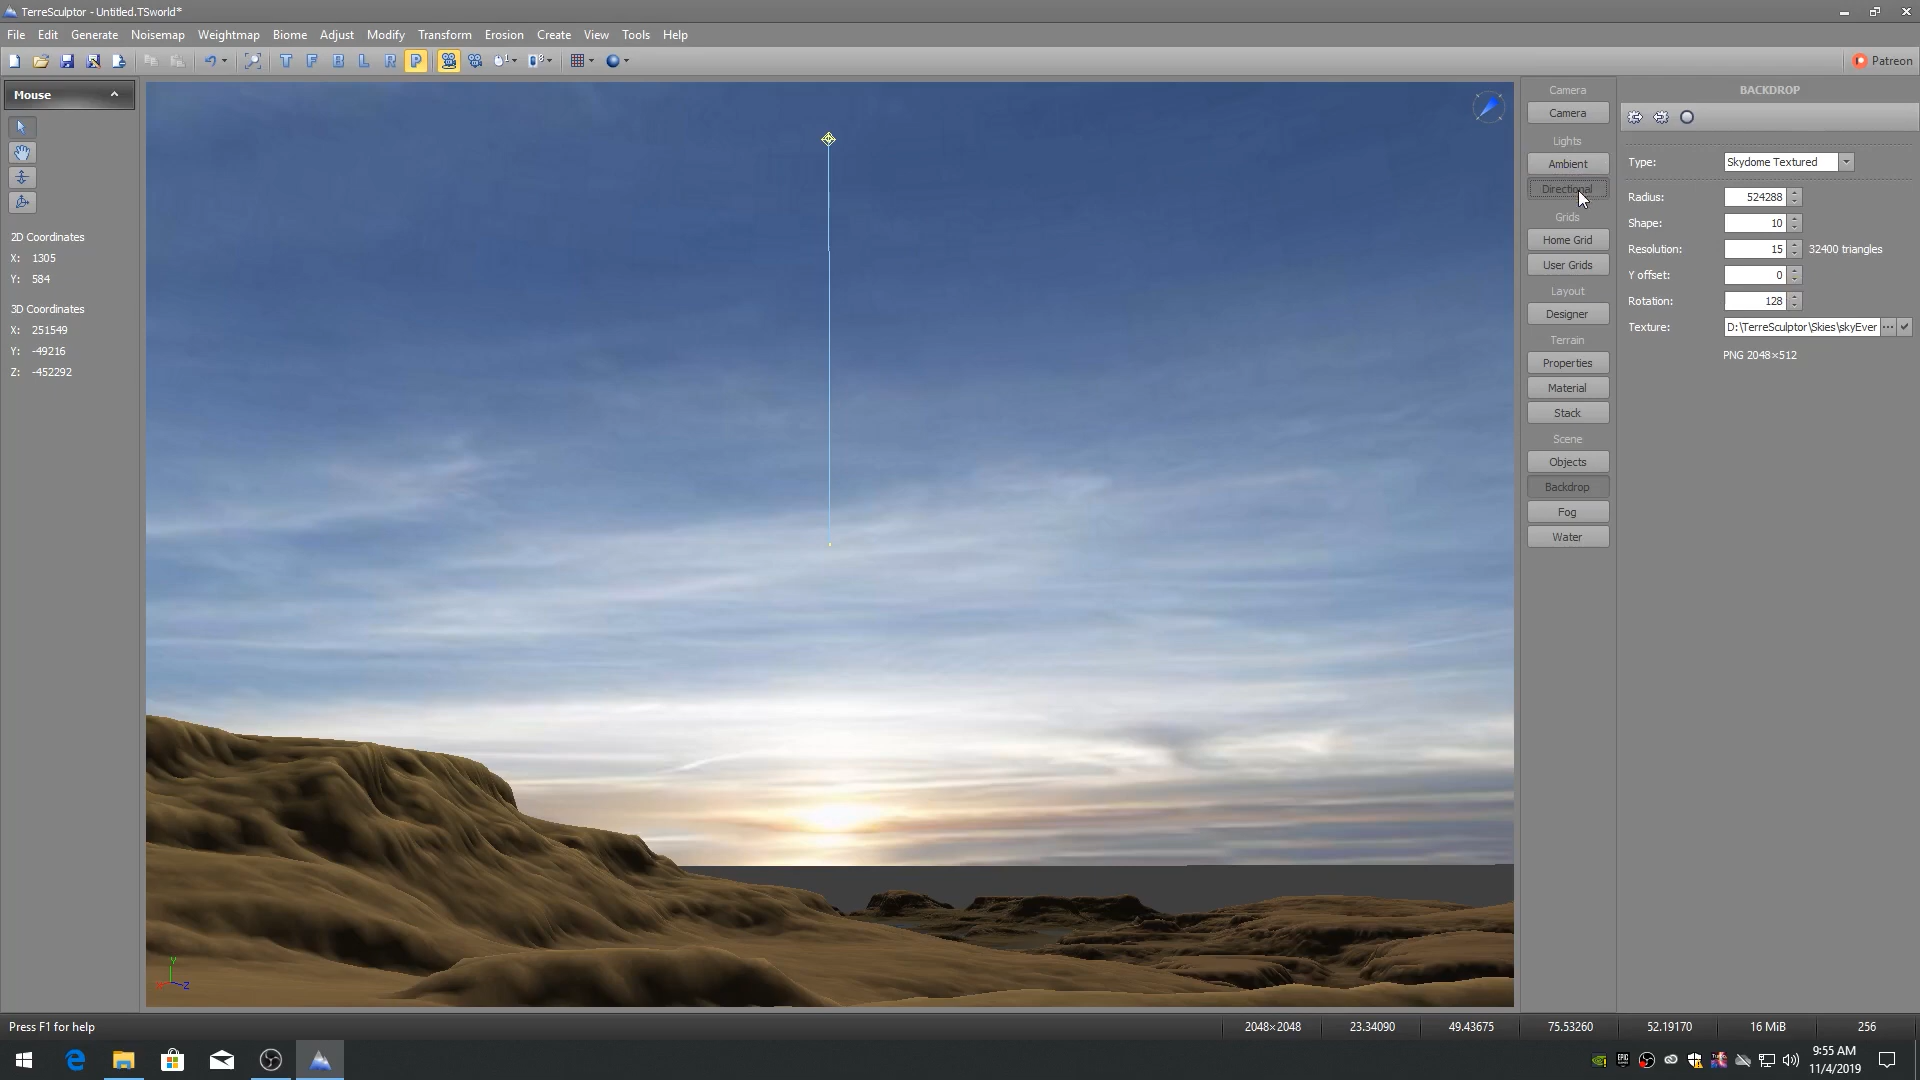 TerreSculptor - Untitled.TSworld*
File Edit Generate Noisemap Weightmap Biome Adjust Modify Transform Erosion Create View Tools Help
T F B L R P Patreon
Mouse
2D Coordinates
X: 1305
Y: 584
3D Coordinates
X: 251549
Y: -49216
Z: -452292
Y
Z
Camera
Camera
Lights
Ambient
Directional
Grids
Home Grid
User Grids
Layout
Designer
Terrain
Properties
Material
Stack
Scene
Objects
Backdrop
Fog
Water
BACKDROP
Type: Skydome Textured
Radius: 524288
Shape: 10
Resolution: 15 32400 triangles
Y offset: 0
Rotation: 128
Texture: D:\TerreSculptor\Skies\skyEver
PNG 2048×512
Press F1 for help 2048×2048 23.34090 49.43675 75.53260 52.19170 16 MiB 256
9:55 AM
11/4/2019